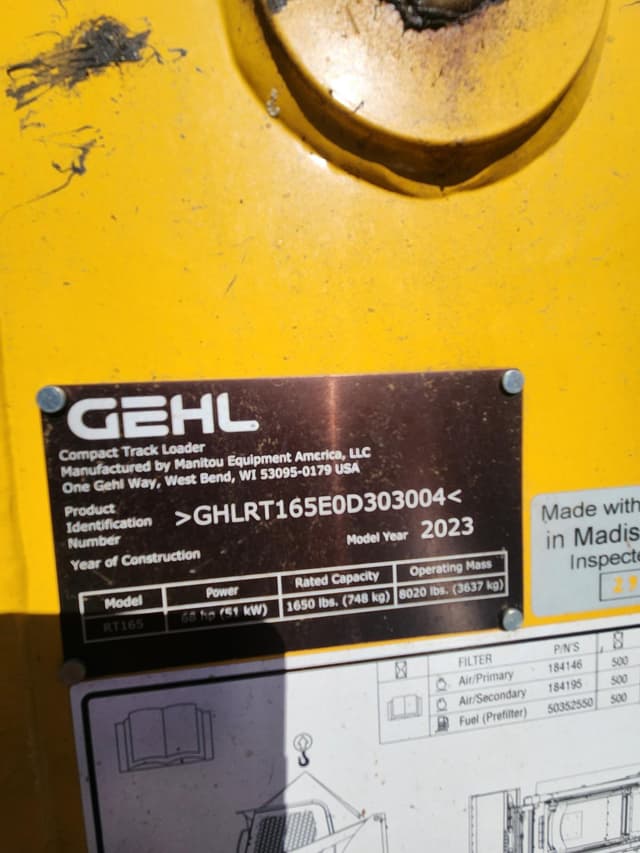 GEHL
Compact Track Loader
Manufactured by Manitou Equipment America, LLC
One Gehl Way, West Bend, WI 53095-0179 USA
Product
Identification
Number
>GHLRT165E0D303004<
Model Year 2023
Year of Construction
Model Power Rated Capacity Operating Mass
RT165 68 hp (51 kW) 1650 lbs. (748 kg) 8020 lbs. (3637 kg)
Made with
in Madis
Inspecte
29
FILTER P/N'S
Air/Primary 184146 500
Air/Secondary 184195 500
Fuel (Prefilter) 50352550 500